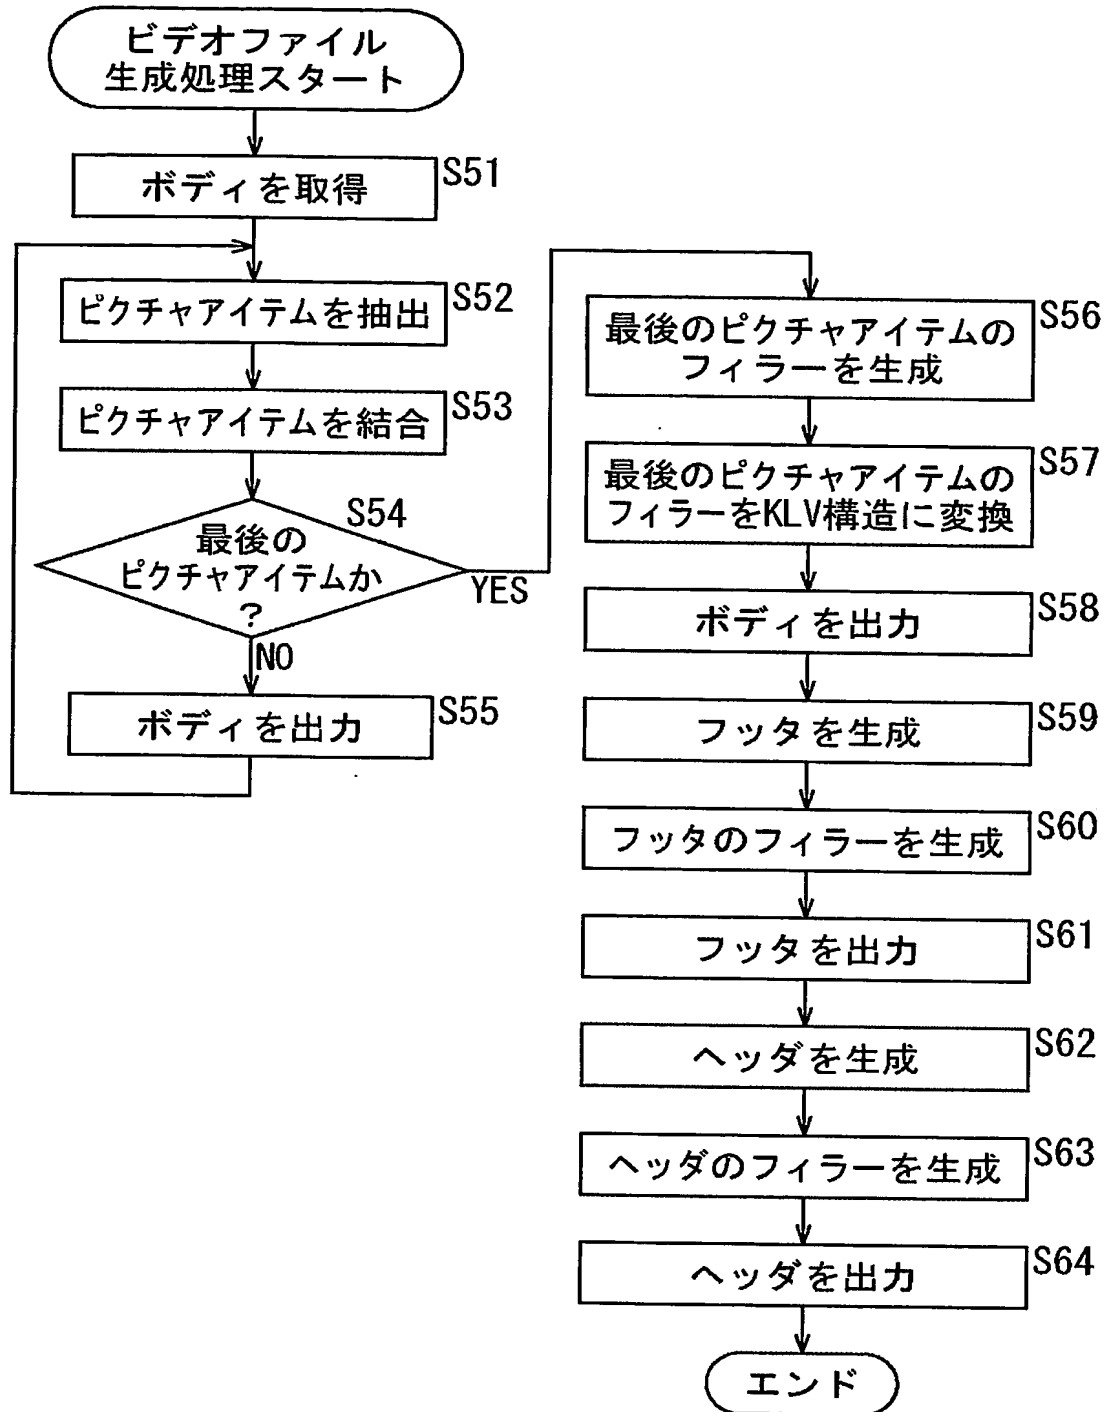 ビデオファイル
生成処理スタート
ボディを取得
S51
ピクチャアイテムを抽出
S52
ピクチャアイテムを結合
S53
S54
最後の
ピクチャアイテムか
?
YES
NO
ボディを出力
S55
最後のピクチャアイテムの
フィラーを生成
S56
最後のピクチャアイテムの
フィラーをKLV構造に変換
S57
ボディを出力
S58
フッタを生成
S59
フッタのフィラーを生成
S60
フッタを出力
S61
ヘッダを生成
S62
ヘッダのフィラーを生成
S63
ヘッダを出力
S64
エンド